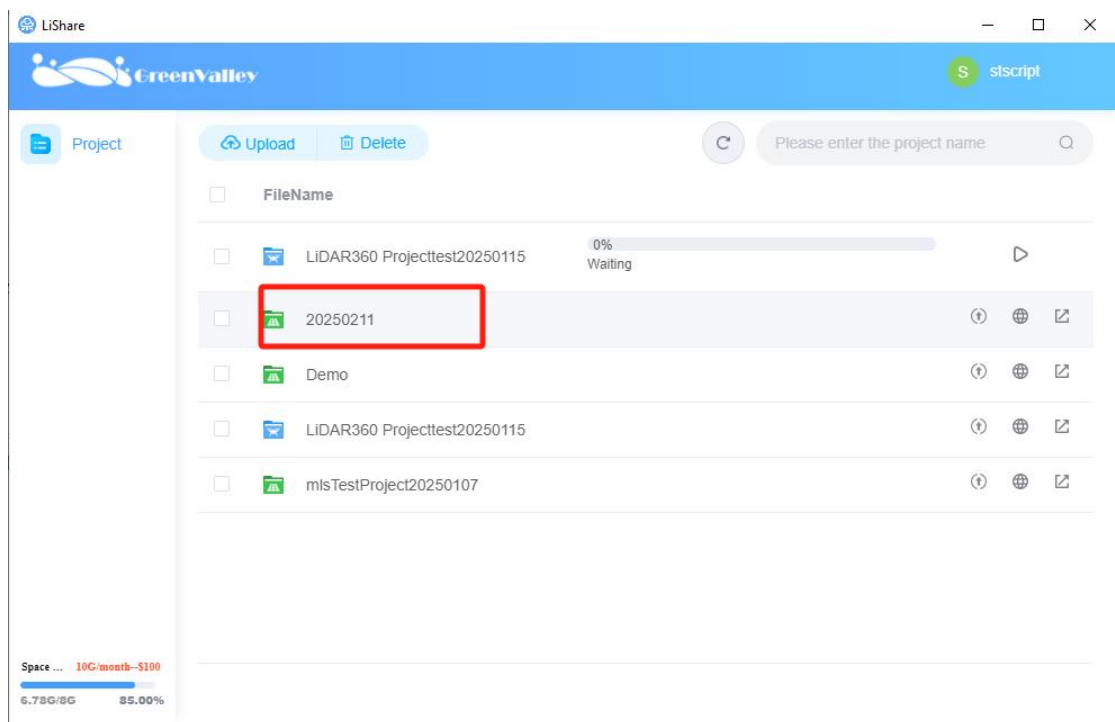 LiShare
GreenValley
S stscript
Project
Upload Delete
Please enter the project name
FileName
LiDAR360 Projecttest20250115
0%
Waiting
20250211
Demo
LiDAR360 Projecttest20250115
mlsTestProject20250107
Space ... 10G/month--$100
6.78G/8G 85.00%